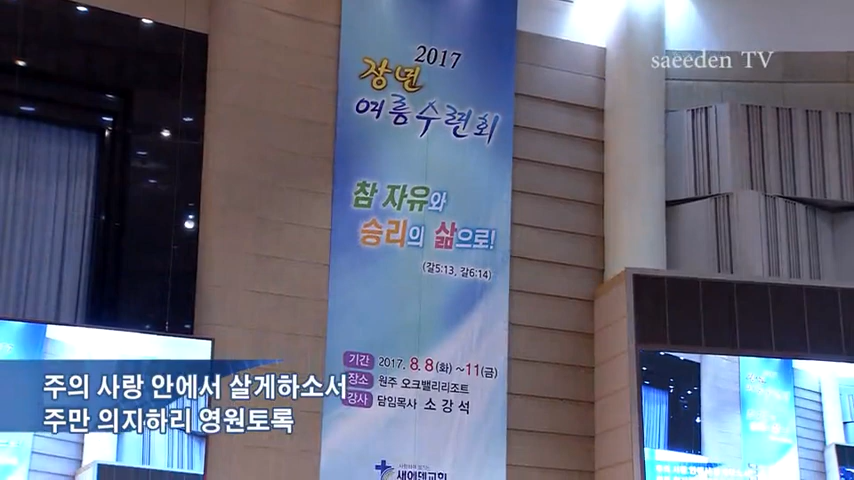 saeeden TV
2017
장년
여름수련회
참 자유와
승리의 삶으로!
(갈5:13, 갈6:14)
기간 2017. 8. 8(화) ~11(금)
장소 원주 오크밸리리조트
강사 담임목사 소강석
새에덴교회
주의 사랑 안에서 살게하소서
주만 의지하리 영원토록